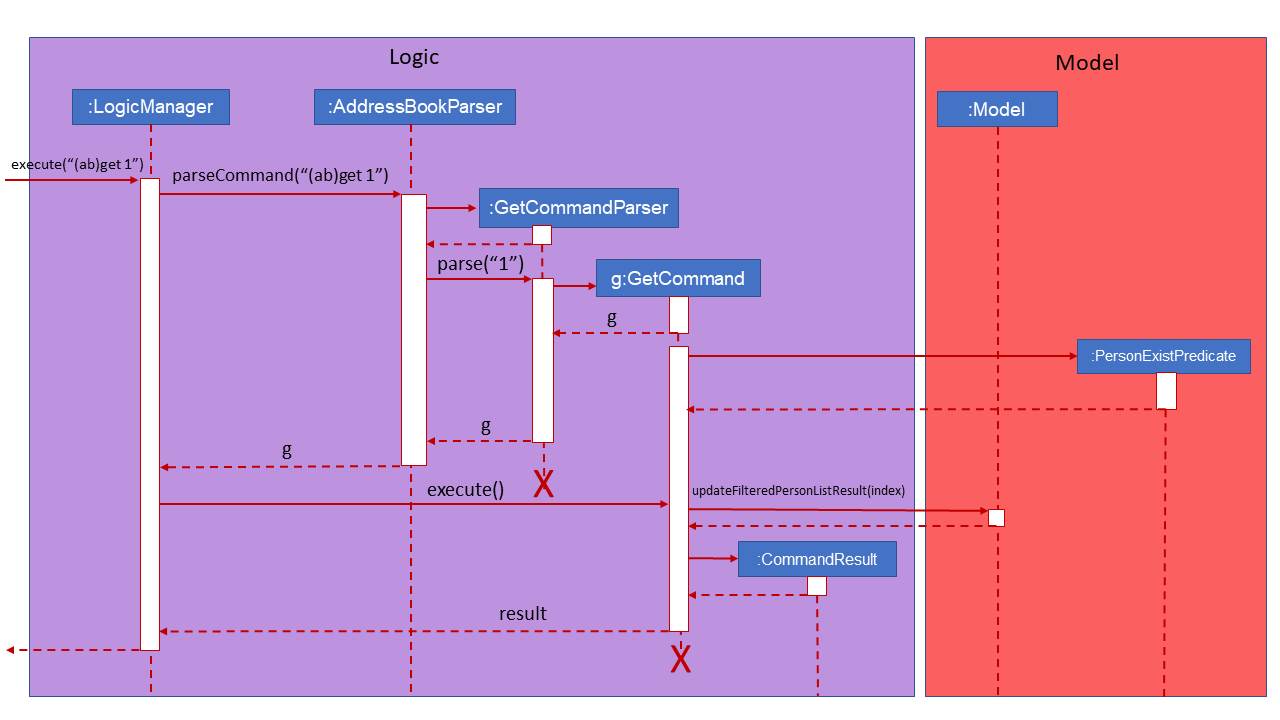 Logic
Model
:LogicManager
:AddressBookParser
:Model
execute(“(ab)get 1”)
parseCommand(“(ab)get 1”)
:GetCommandParser
parse(“1”)
g:GetCommand
g
:PersonExistPredicate
g
g
X
execute()
updateFilteredPersonListResult(index)
:CommandResult
result
X